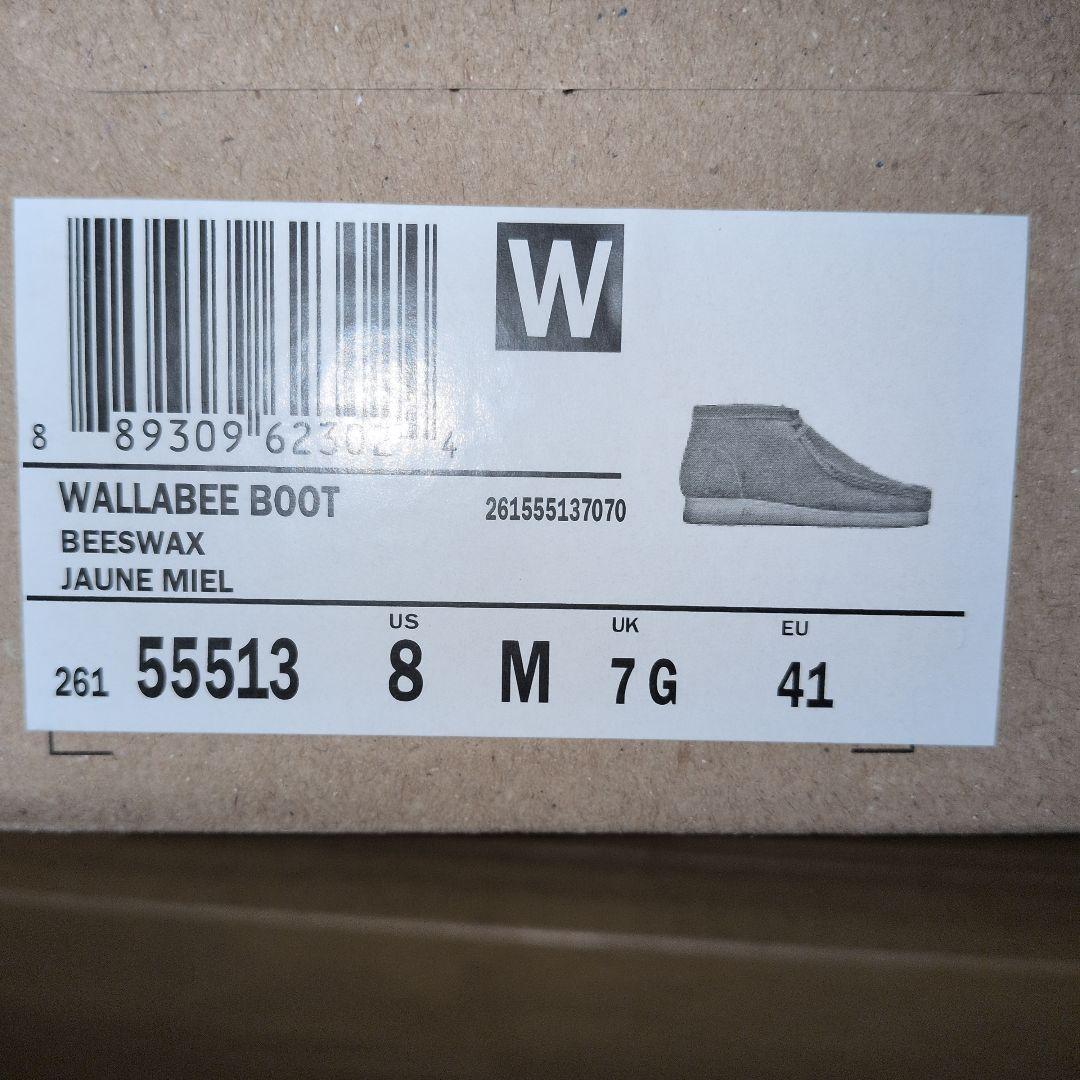 W
8 89309 62302 4
WALLABEE BOOT 261555137070
BEESWAX
JAUNE MIEL
US UK EU
261 55513 8 M 7 G 41